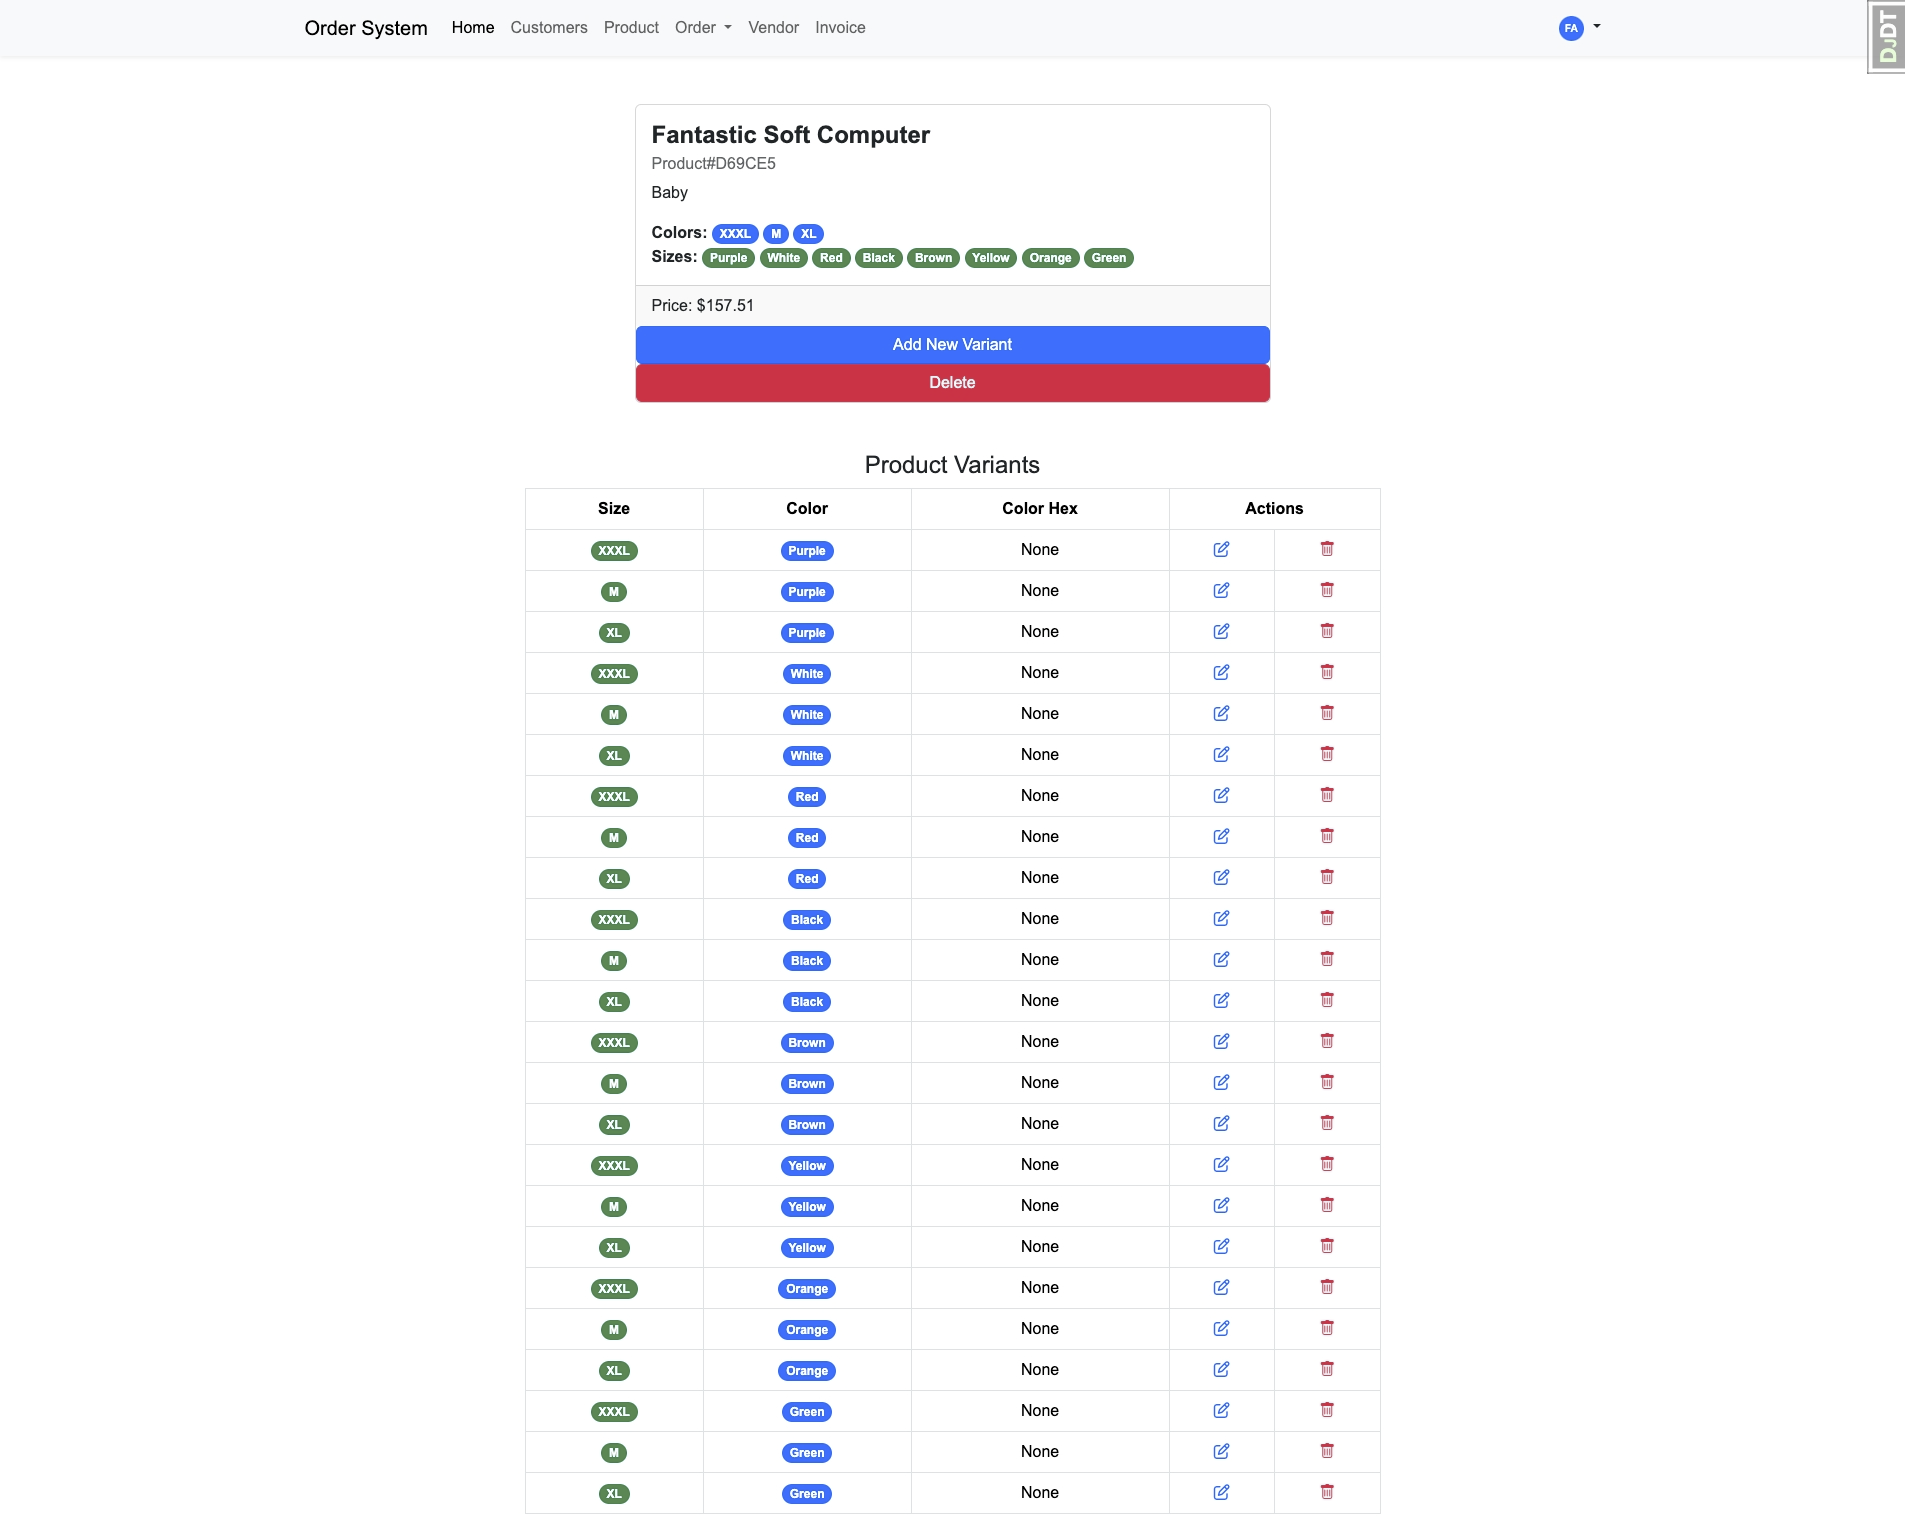 Order System Home Customers Product Order Vendor Invoice FA
DJDT
Fantastic Soft Computer
Product#D69CE5
Baby
Colors: XXXL M XL
Sizes: Purple White Red Black Brown Yellow Orange Green
Price: $157.51
Add New Variant
Delete
Product Variants
Size Color Color Hex Actions
XXXL Purple None
M Purple None
XL Purple None
XXXL White None
M White None
XL White None
XXXL Red None
M Red None
XL Red None
XXXL Black None
M Black None
XL Black None
XXXL Brown None
M Brown None
XL Brown None
XXXL Yellow None
M Yellow None
XL Yellow None
XXXL Orange None
M Orange None
XL Orange None
XXXL Green None
M Green None
XL Green None